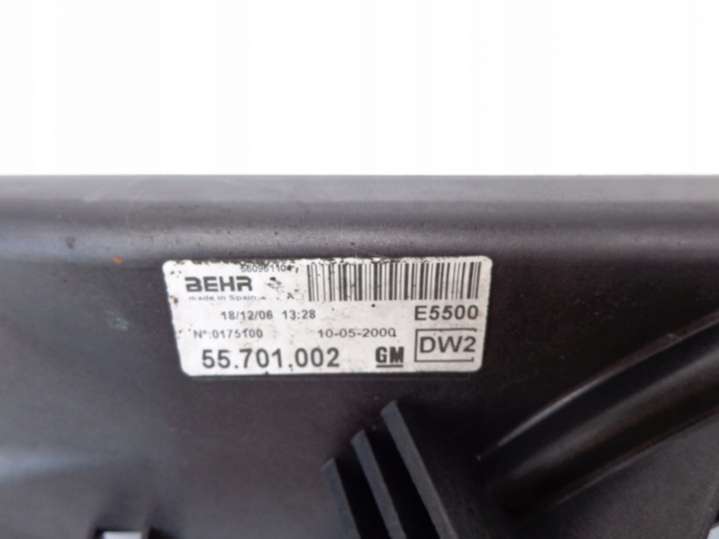 BEHR
made in Spain
18/12/06 13:28 E5500
Nº:0175100 10-05-2000
55.701.002 GM DW2